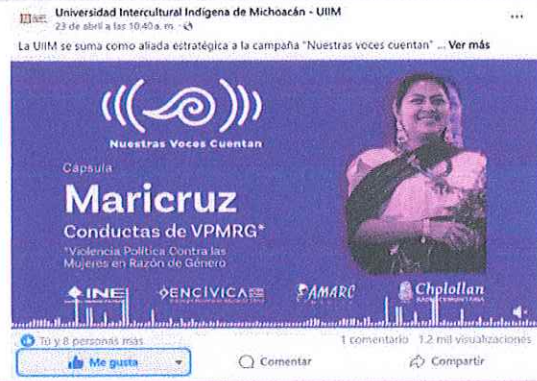 Universidad Intercultural Indígena de Michoacán - UIIM
23 de abril a las 10:40 a. m.
La UIIM se suma como aliada estratégica a la campaña "Nuestras voces cuentan" ... Ver más
Nuestras Voces Cuentan
Cápsula
Maricruz
Conductas de VPMRG*
*Violencia Política Contra las
Mujeres en Razón de Género
INE
DENCÍVICA
AMARC
Cholollan
Tú y 8 personas más
1 comentario 1.2 mil visualizaciones
Me gusta
Comentar
Compartir